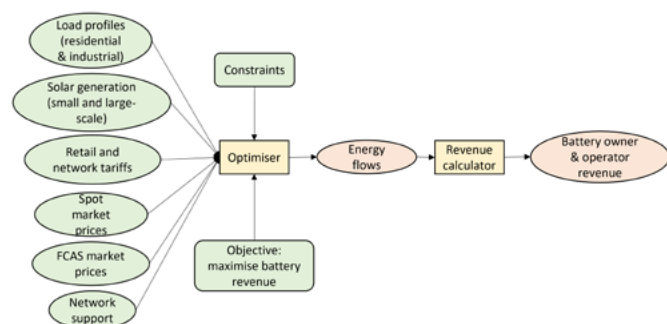 Load profiles
(residential
& industrial)
Solar generation
(small and large-
scale)
Retail and
network tariffs
Spot
market
prices
FCAS market
prices
Network
support
Constraints
Optimiser
Objective:
maximise battery
revenue
Energy
flows
Revenue
calculator
Battery owner
& operator
revenue